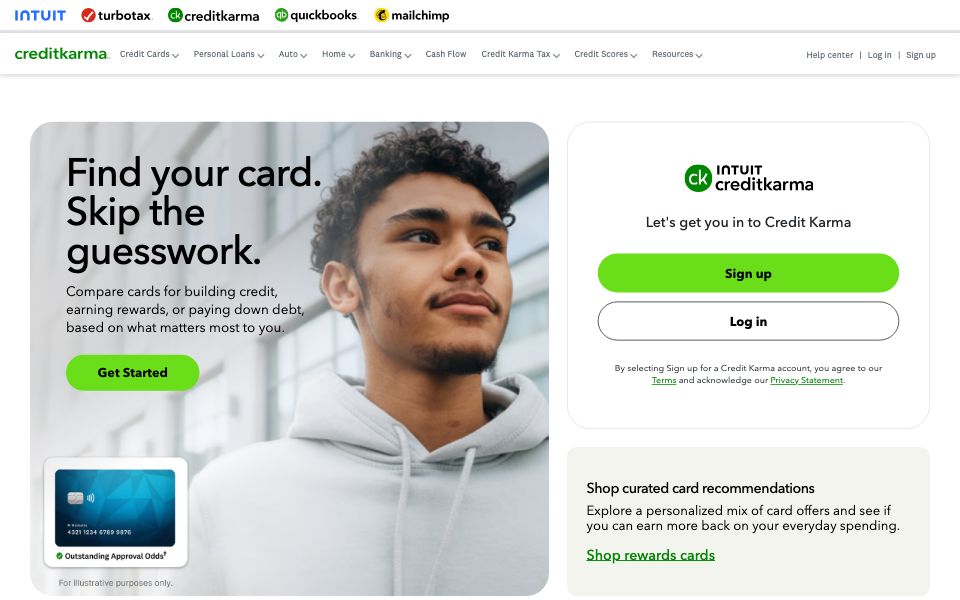 INTUIT turbotax creditkarma quickbooks mailchimp
creditkarma Credit Cards Personal Loans Auto Home Banking Cash Flow Credit Karma Tax Credit Scores Resources Help center | Log in | Sign up
Find your card.
Skip the
guesswork.
Compare cards for building credit,
earning rewards, or paying down debt,
based on what matters most to you.
Get Started
4321 1234 6789 9876
Outstanding Approval Odds†
For illustrative purposes only.
ck INTUIT
creditkarma
Let's get you in to Credit Karma
Sign up
Log in
By selecting Sign up for a Credit Karma account, you agree to our
Terms and acknowledge our Privacy Statement.
Shop curated card recommendations
Explore a personalized mix of card offers and see if
you can earn more back on your everyday spending.
Shop rewards cards